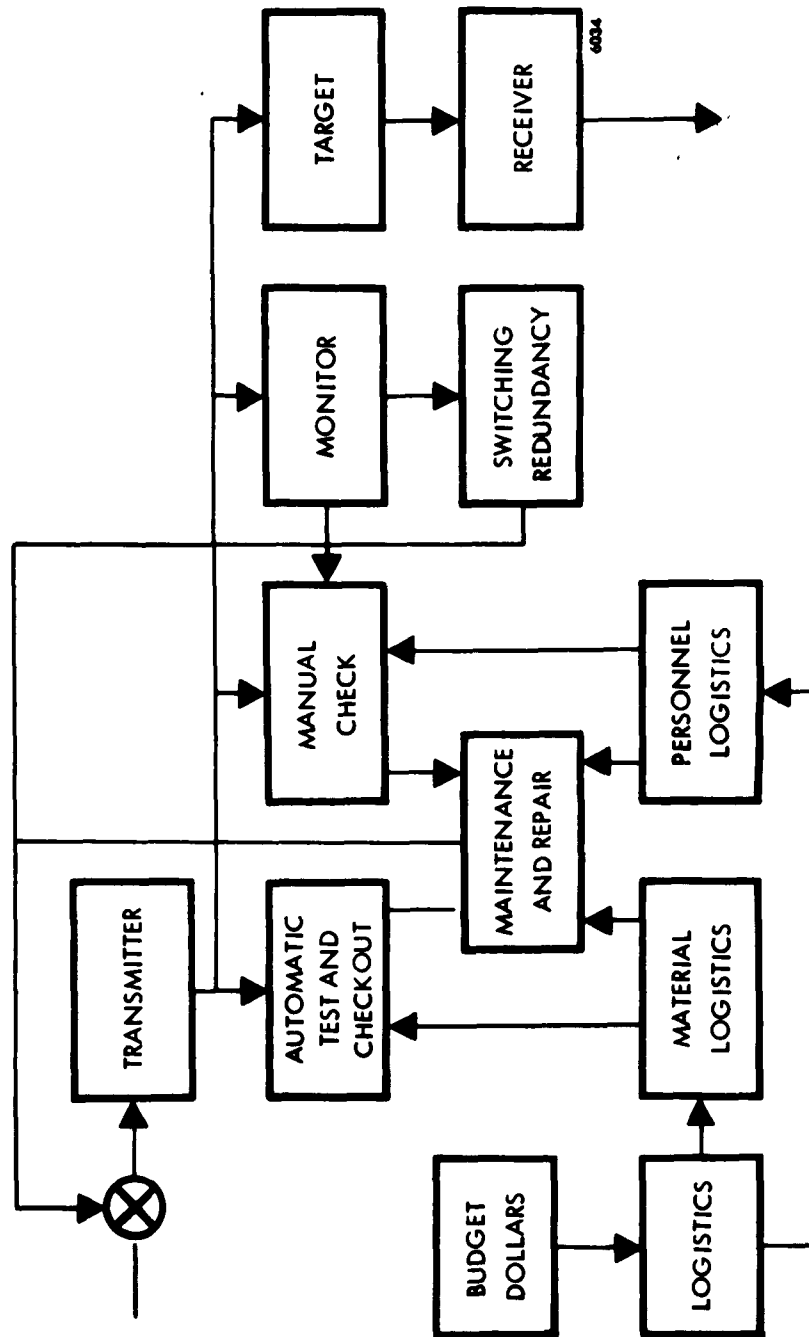 TRANSMITTER
AUTOMATIC
TEST AND
CHECKOUT
MANUAL
CHECK
MONITOR
TARGET
BUDGET
DOLLARS
MAINTENANCE
AND REPAIR
SWITCHING
REDUNDANCY
RECEIVER
LOGISTICS
MATERIAL
LOGISTICS
PERSONNEL
LOGISTICS
6034